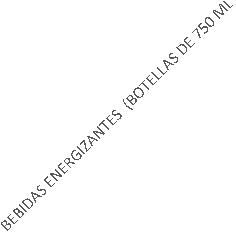 BEBIDAS ENERGIZANTES  (BOTELLAS DE 750 ML